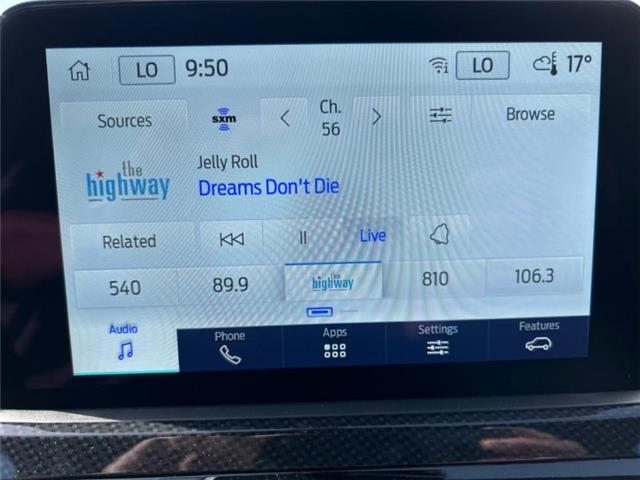 LO 9:50 LO 17°
Sources sxm Ch. 56 Browse
the highway
Jelly Roll
Dreams Don't Die
Related Live
540 89.9 the highway 810 106.3
Audio Phone Apps Settings Features